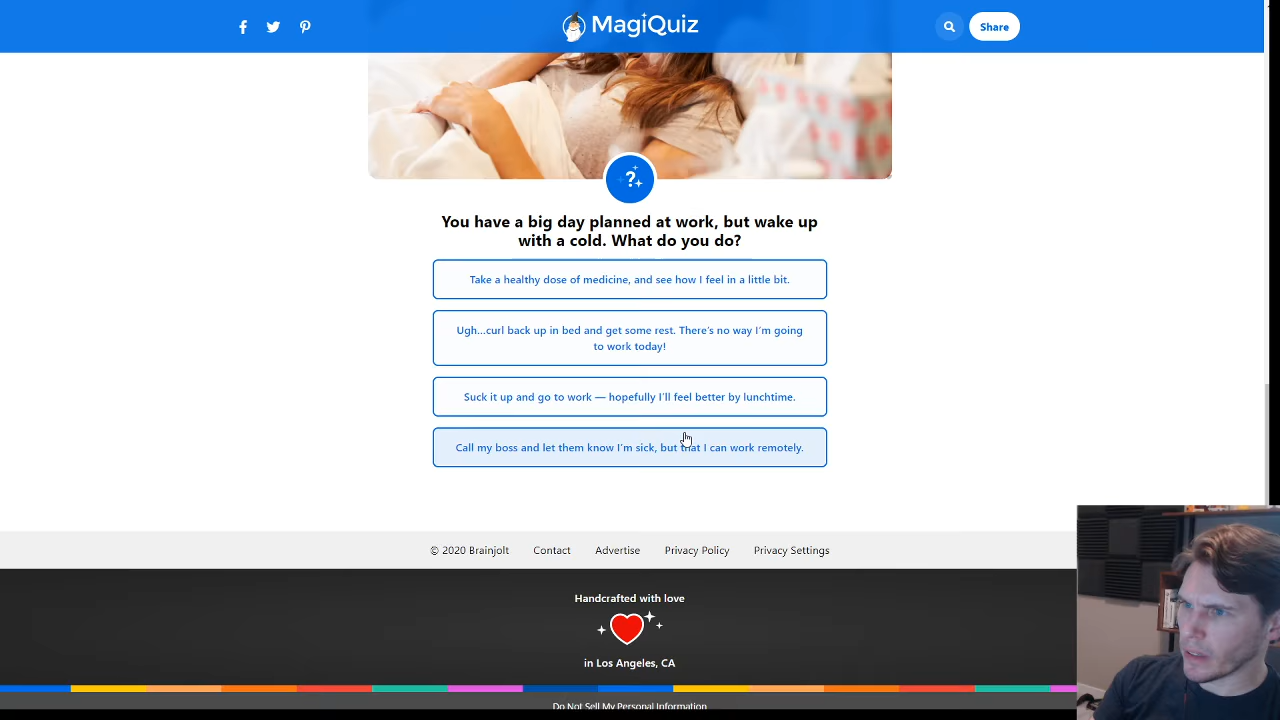 MagiQuiz
Share
?
You have a big day planned at work, but wake up
with a cold. What do you do?
Take a healthy dose of medicine, and see how I feel in a little bit.
Ugh...curl back up in bed and get some rest. There's no way I'm going
to work today!
Suck it up and go to work — hopefully I'll feel better by lunchtime.
Call my boss and let them know I'm sick, but that I can work remotely.
© 2020 Brainjolt Contact Advertise Privacy Policy Privacy Settings
Handcrafted with love
in Los Angeles, CA
Do Not Sell My Personal Information